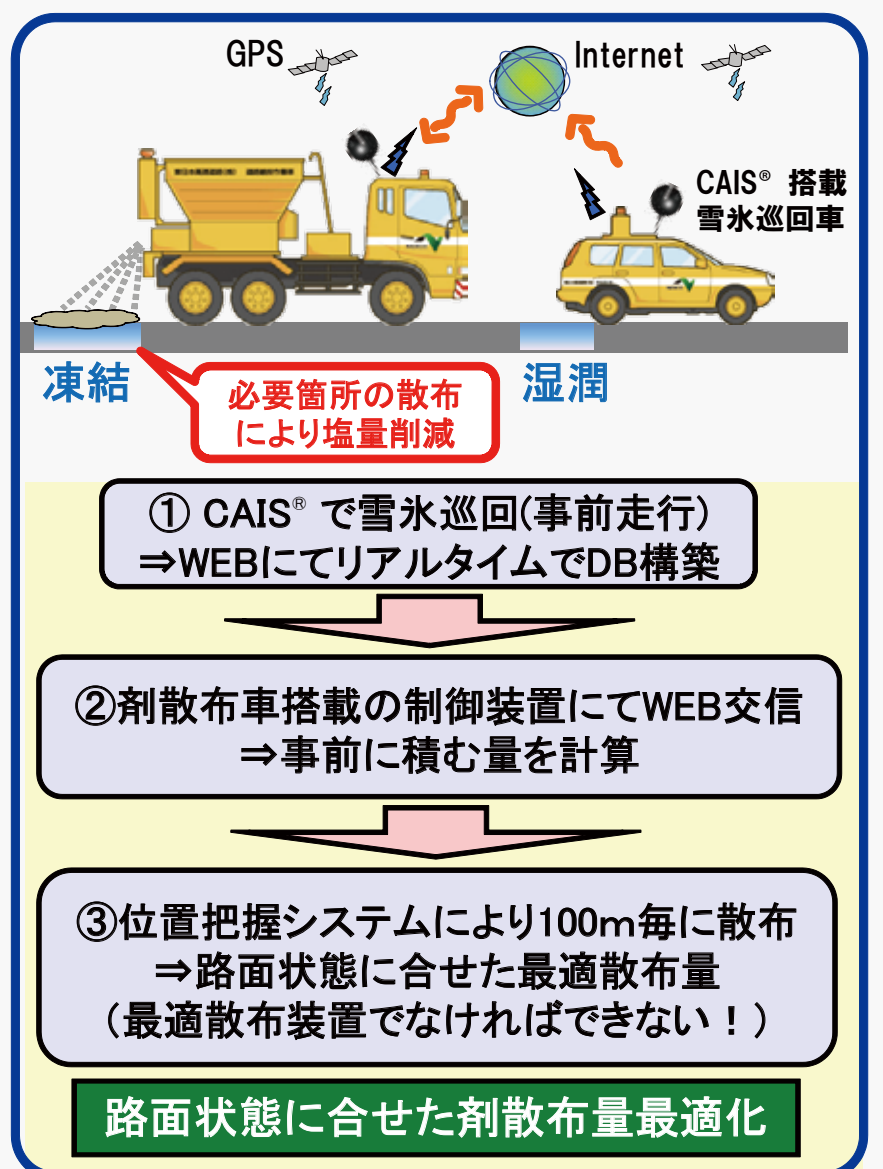 GPS
Internet
CAIS® 搭載
雪氷巡回車
凍結
湿潤
必要箇所の散布
により塩量削減
① CAIS® で雪氷巡回(事前走行)
⇒WEBにてリアルタイムでDB構築
②剤散布車搭載の制御装置にてWEB交信
⇒事前に積む量を計算
③位置把握システムにより100m毎に散布
⇒路面状態に合せた最適散布量
(最適散布装置でなければできない!)
路面状態に合せた剤散布量最適化